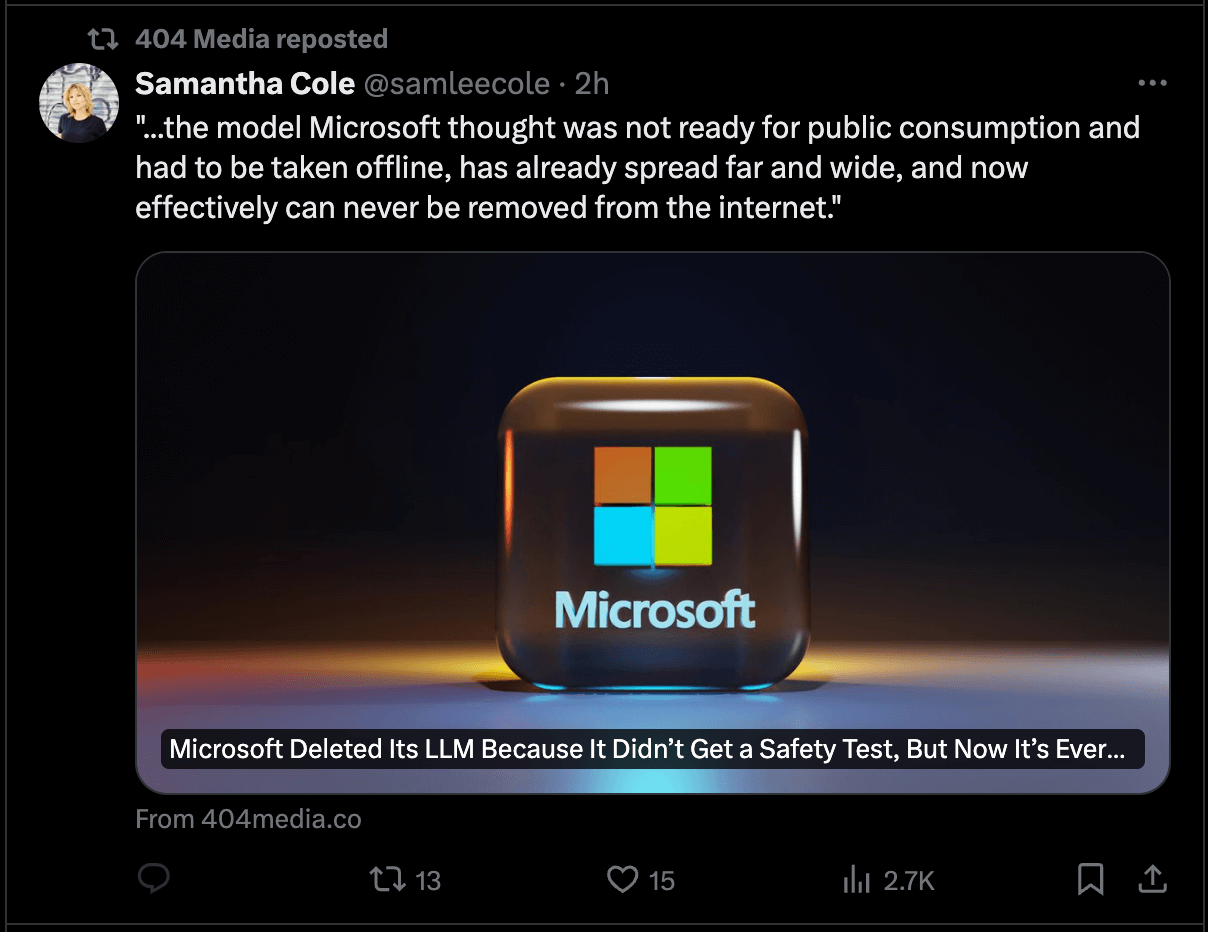 404 Media reposted
Samantha Cole @samleecole · 2h
"...the model Microsoft thought was not ready for public consumption and
had to be taken offline, has already spread far and wide, and now
effectively can never be removed from the internet."
Microsoft
Microsoft Deleted Its LLM Because It Didn’t Get a Safety Test, But Now It’s Ever...
From 404media.co
13 15 2.7K